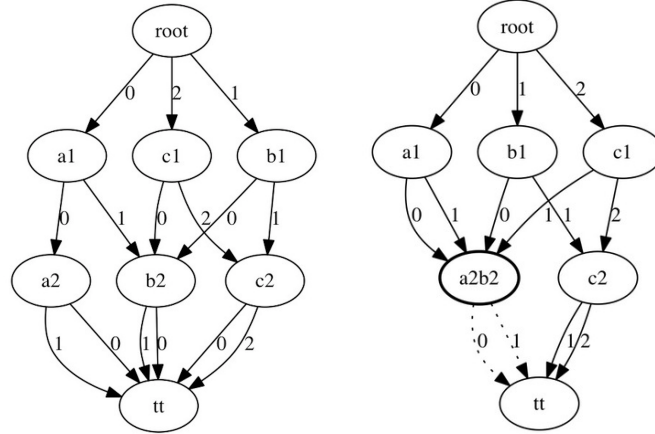 root
0 2 1
a1 c1 b1
0 1 0 2 0 1
a2 b2 c2
1 0 1 0 0 2
tt
root
0 1 2
a1 b1 c1
0 1 0 1 1 2
a2b2 c2
0 1 1 2
tt